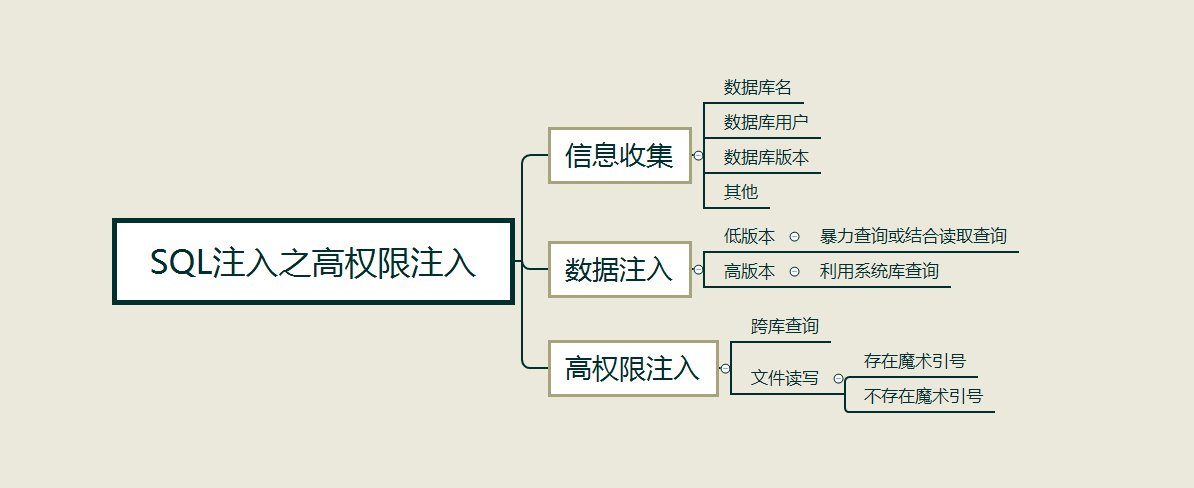 SQL注入之高权限注入
信息收集
数据库名
数据库用户
数据库版本
其他
数据注入
低版本 暴力查询或结合读取查询
高版本 利用系统库查询
高权限注入
跨库查询
文件读写
存在魔术引号
不存在魔术引号